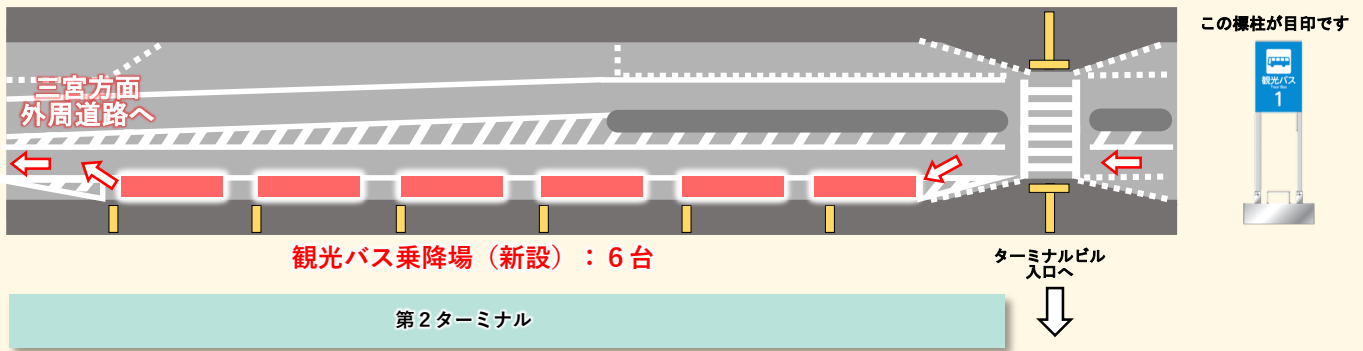 この標柱が目印です
観光バス
Tour Bus
1
三宮方面
外周道路へ
観光バス乗降場（新設）：６台
ターミナルビル
入口へ
第２ターミナル